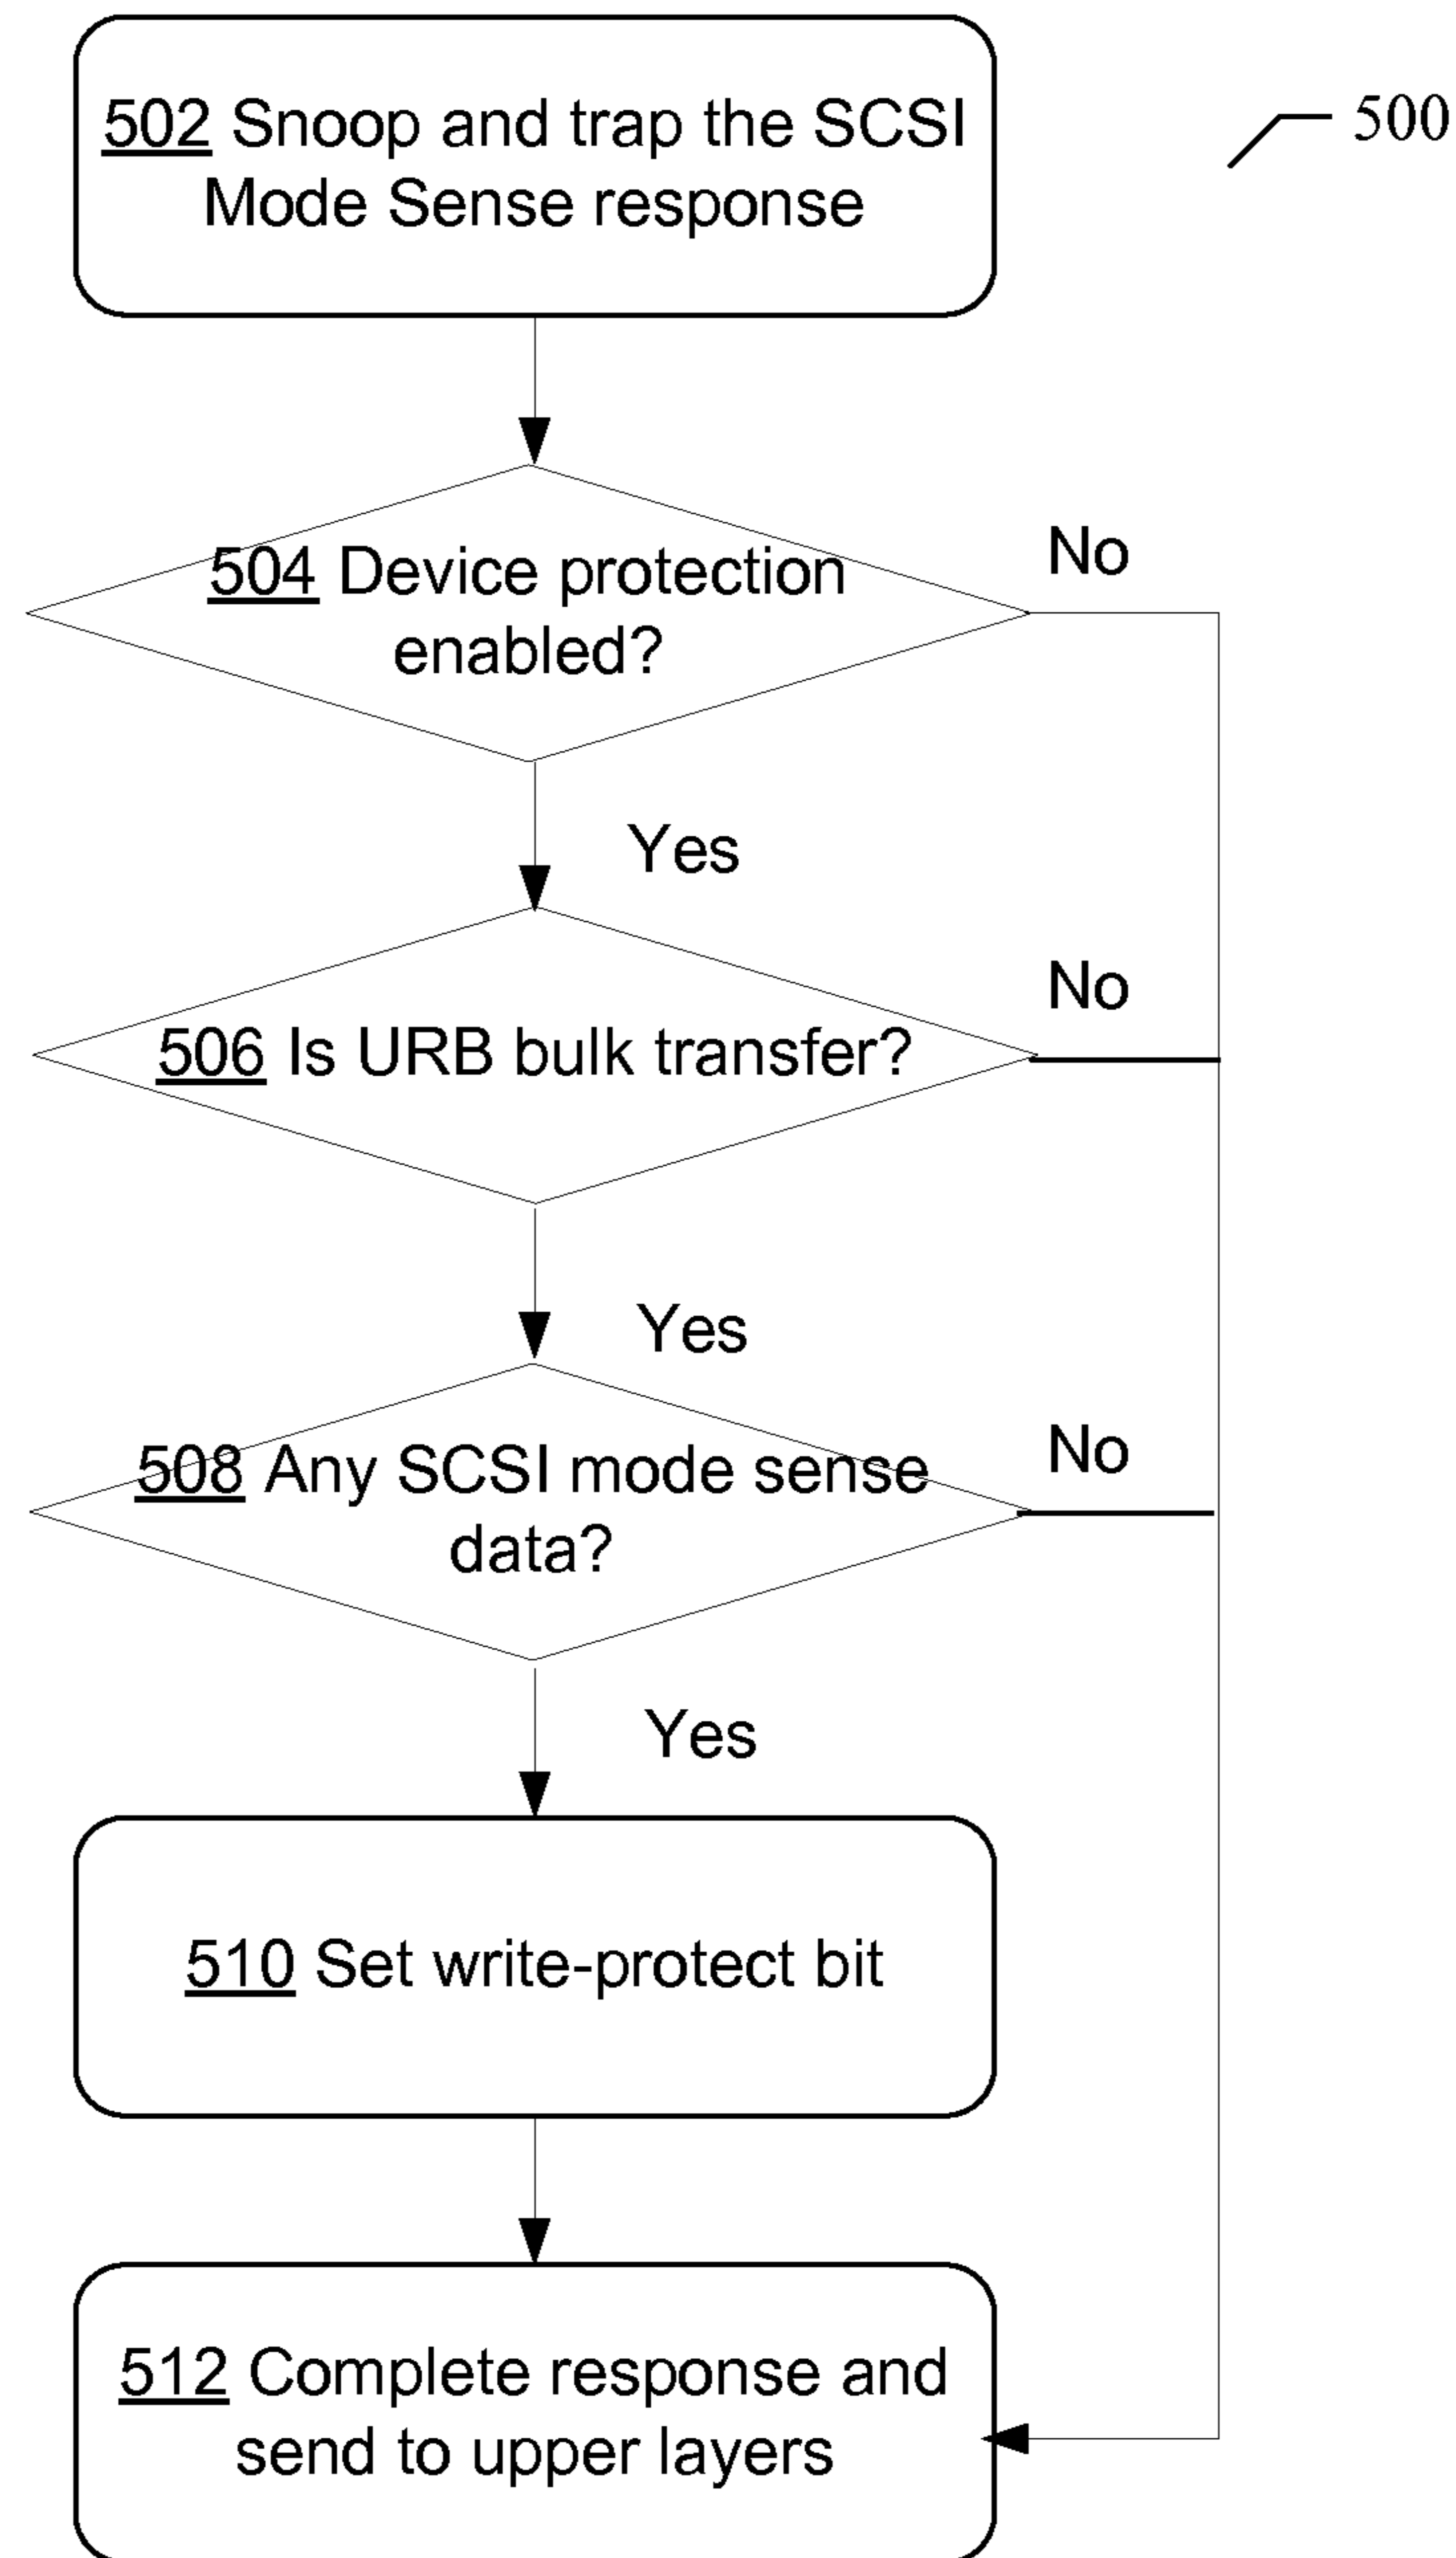 502 Snoop and trap the SCSI
Mode Sense response
500
504 Device protection
enabled?
No
Yes
506 Is URB bulk transfer?
No
Yes
508 Any SCSI mode sense
data?
No
Yes
510 Set write-protect bit
512 Complete response and
send to upper layers